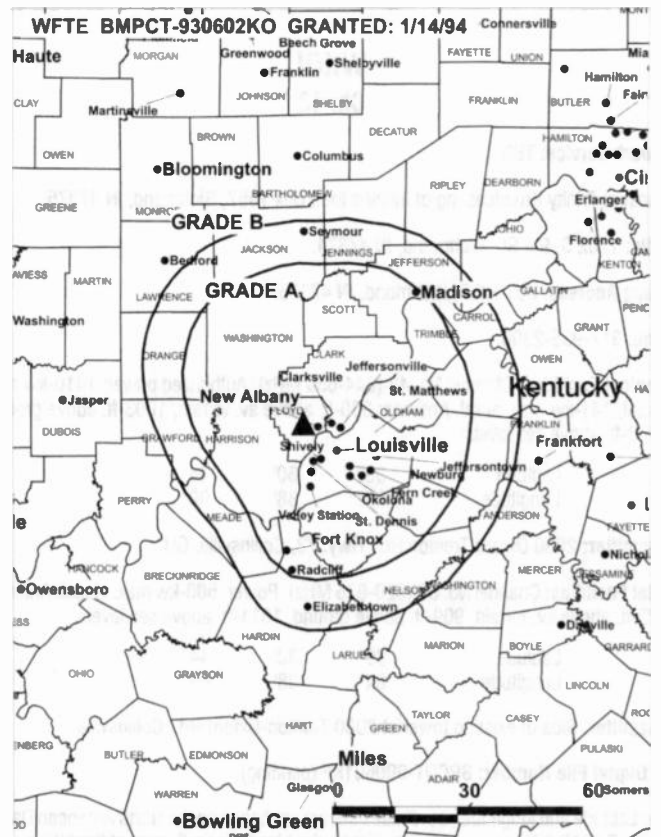 WFTE BMPCT-930602KO GRANTED: 1/14/94
Connersville
Beech Grove
Haute
MORGAN
Greenwood
Shelbyville
FAYETTE
UNION
Franklin
Hamilton
CLAY
Martinsville
JOHNSON
SHELBY
FRANKLIN
BUTLER
DECATUR
HAMILTON
BROWN
OWEN
Columbus
Bloomington
RIPLEY
DEARBORN
BARTHOLOMEW
Erlanger
GREENE
GRADE B
Seymour
OHIO
Florence
JACKSON
JENNINGS
KENTON
Bedford
JEFFERSON
MARTIN
GRADE A
Madison
GALLATIN
LAWRENCE
SCOTT
CARROLL
Washington
WASHINGTON
TRIMBLE
GRANT
ORANGE
CLARK
OWEN
Jeffersonville
Clarksville
St. Matthews
Kentucky
Jasper
New Albany
OLDHAM
DUBOIS
FRANKLIN
CRAWFORD
HARRISON
Shively
Louisville
Frankfort
Jeffersontown
Newburg
PERRY
Okolona
Fern Creek
MEADE
Valley Station
St. Dennis
ANDERSON
FAYETTE
Fort Knox
HANCOCK
MERCER
BRECKINRIDGE
Radcliff
NELSON
WASHINGTON
Owensboro
Elizabethtown
Danville
HARDIN
MARION
BOYLE
GARRARD
LARUE
OHIO
GRAYSON
LINCOLN
TAYLOR
CASEY
HART
GREEN
BUTLER
EDMONSON
PULASKI
Miles
ADAIR
Glasgow
0
30
60
Somers
WARREN
Bowling Green